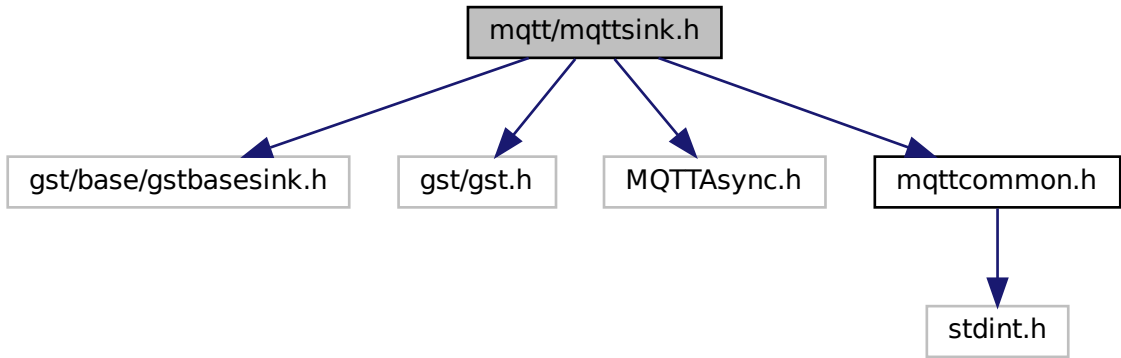 mqtt/mqttsink.h
gst/base/gstbasesink.h
gst/gst.h
MQTTAsync.h
mqttcommon.h
stdint.h